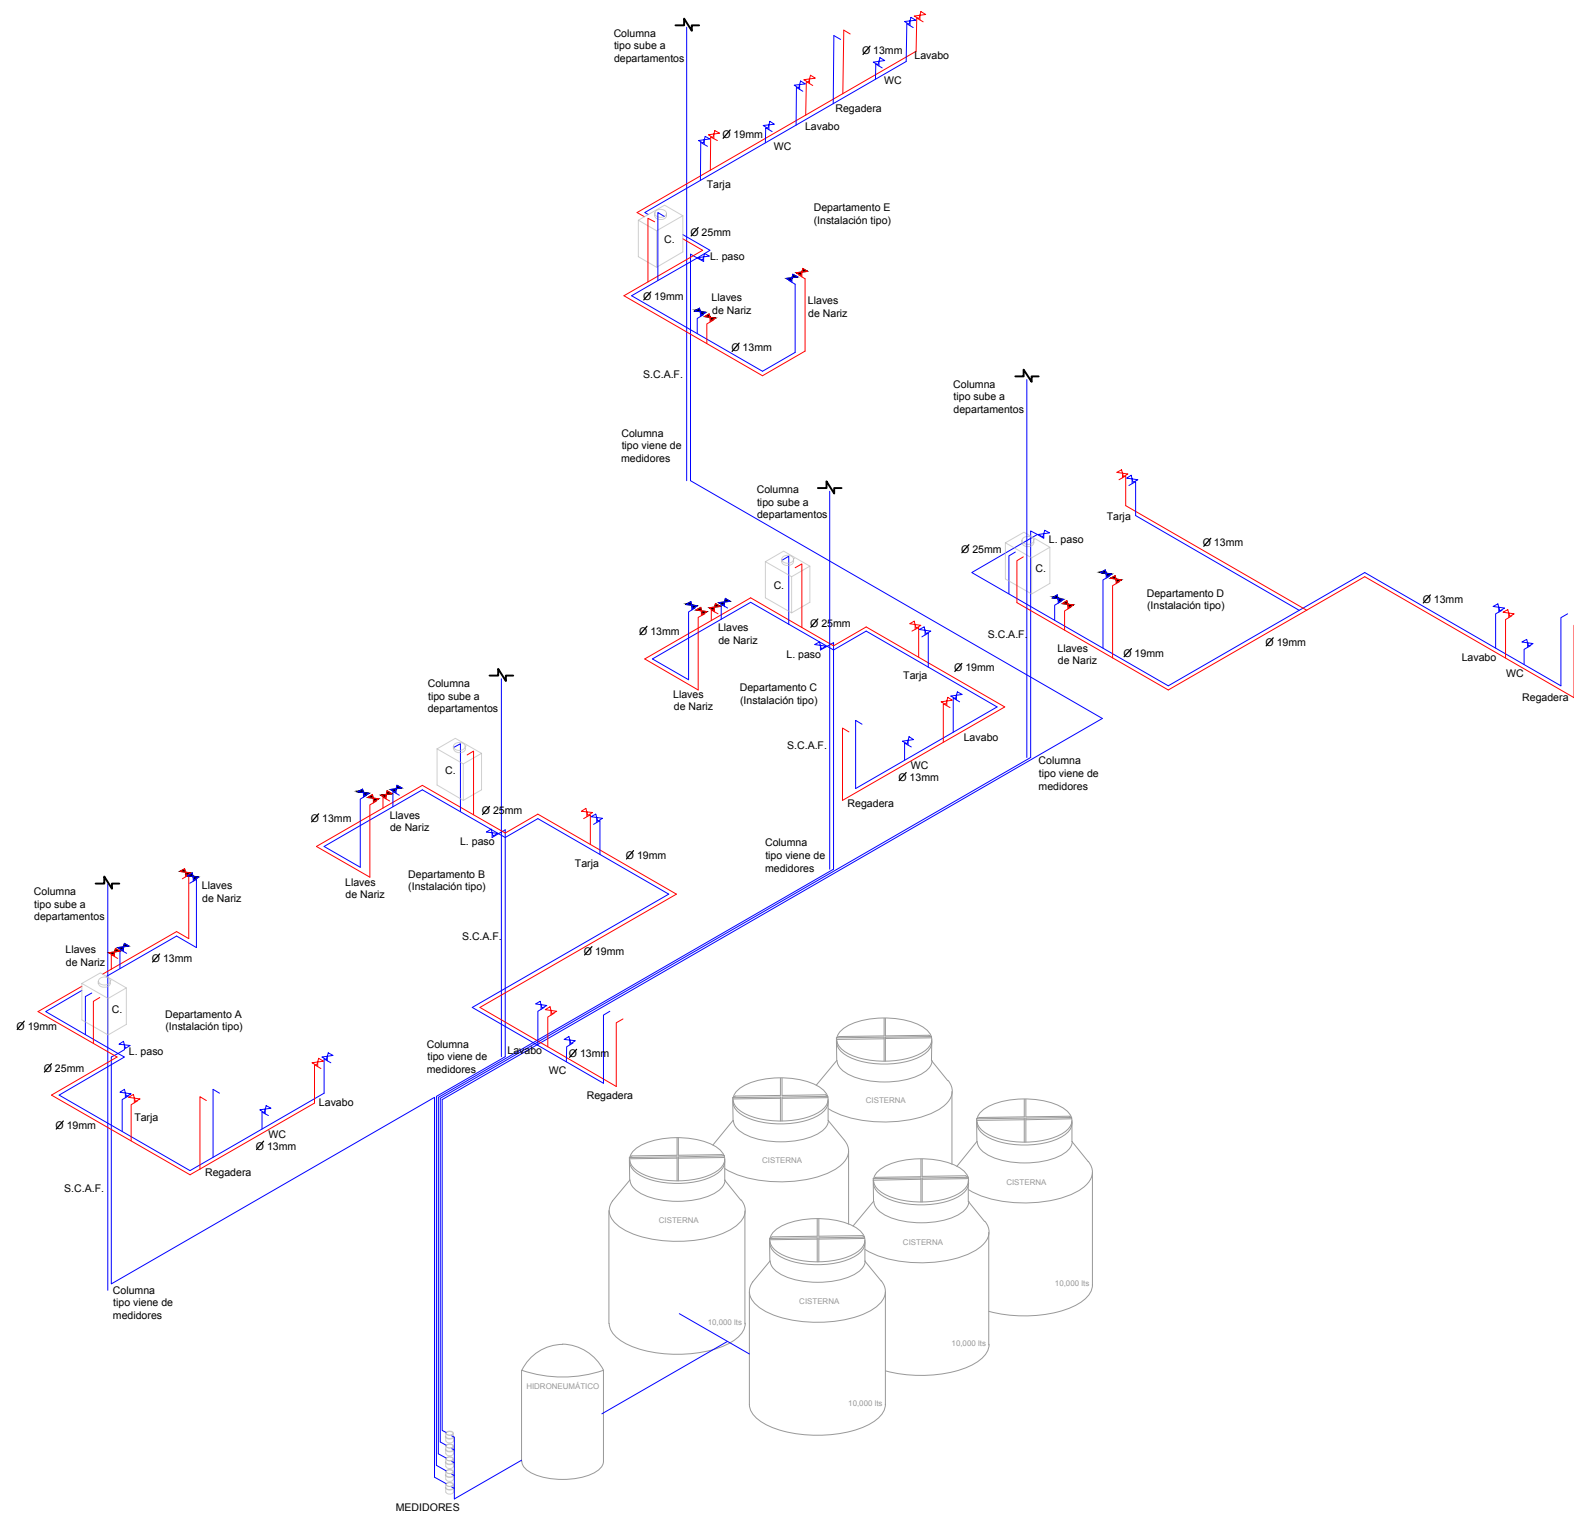 Columna
tipo sube a
departamentos
Ø 13mm
Lavabo
WC
Regadera
Lavabo
Ø 19mm
WC
Tarja
Departamento E
(Instalación tipo)
C.
Ø 25mm
L. paso
Ø 19mm
Llaves
de Nariz
Llaves
de Nariz
Ø 13mm
S.C.A.F.
Columna
tipo viene de
medidores
Columna
tipo sube a
departamentos
Tarja
Ø 13mm
Ø 25mm
L. paso
C.
Departamento D
(Instalación tipo)
S.C.A.F.
Llaves
de Nariz
Ø 19mm
Ø 19mm
Ø 13mm
Lavabo
WC
Regadera
Columna
tipo viene de
medidores
Columna
tipo sube a
departamentos
C.
Ø 13mm
Llaves
de Nariz
Ø 25mm
L. paso
Llaves
de Nariz
Departamento C
(Instalación tipo)
Tarja
Ø 19mm
S.C.A.F.
Lavabo
WC
Ø 13mm
Regadera
Columna
tipo viene de
medidores
Columna
tipo sube a
departamentos
C.
Ø 13mm
Llaves
de Nariz
Ø 25mm
L. paso
Llaves
de Nariz
Departamento B
(Instalación tipo)
Tarja
Ø 19mm
S.C.A.F.
Ø 19mm
Columna
tipo viene de
medidores
Lavabo
Ø 13mm
WC
Regadera
Columna
tipo sube a
departamentos
Llaves
de Nariz
Llaves
de Nariz
Ø 13mm
C.
Departamento A
(Instalación tipo)
Ø 19mm
L. paso
Ø 25mm
Tarja
Ø 19mm
Lavabo
WC
Ø 13mm
Regadera
S.C.A.F.
Columna
tipo viene de
medidores
CISTERNA
CISTERNA
CISTERNA
CISTERNA
CISTERNA
CISTERNA
10,000 lts
10,000 lts
10,000 lts
10,000 lts
HIDRONEUMÁTICO
MEDIDORES